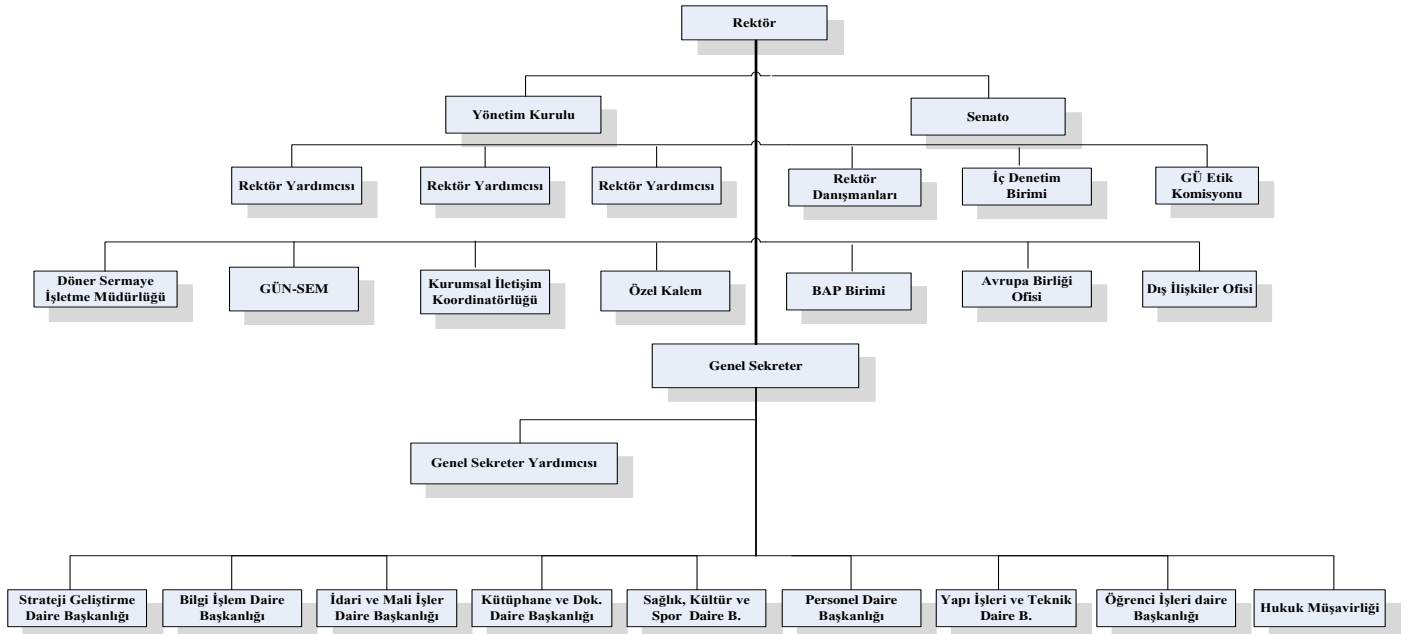 Rektör
Yönetim Kurulu
Senato
Rektör Yardımcısı
Rektör Yardımcısı
Rektör Yardımcısı
Rektör
Danışmanları
İç Denetim
Birimi
GÜ Etik
Komisyonu
Döner Sermaye
İşletme Müdürlüğü
GÜN-SEM
Kurumsal İletişim
Koordinatörlüğü
Özel Kalem
BAP Birimi
Avrupa Birliği
Ofisi
Dış İlişkiler Ofisi
Genel Sekreter
Genel Sekreter Yardımcısı
Strateji Geliştirme
Daire Başkanlığı
Bilgi İşlem Daire
Başkanlığı
İdari ve Mali İşler
Daire Başkanlığı
Kütüphane ve Dok.
Daire Başkanlığı
Sağlık, Kültür ve
Spor Daire B.
Personel Daire
Başkanlığı
Yapı İşleri ve Teknik
Daire B.
Öğrenci İşleri daire
Başkanlığı
Hukuk Müşavirliği